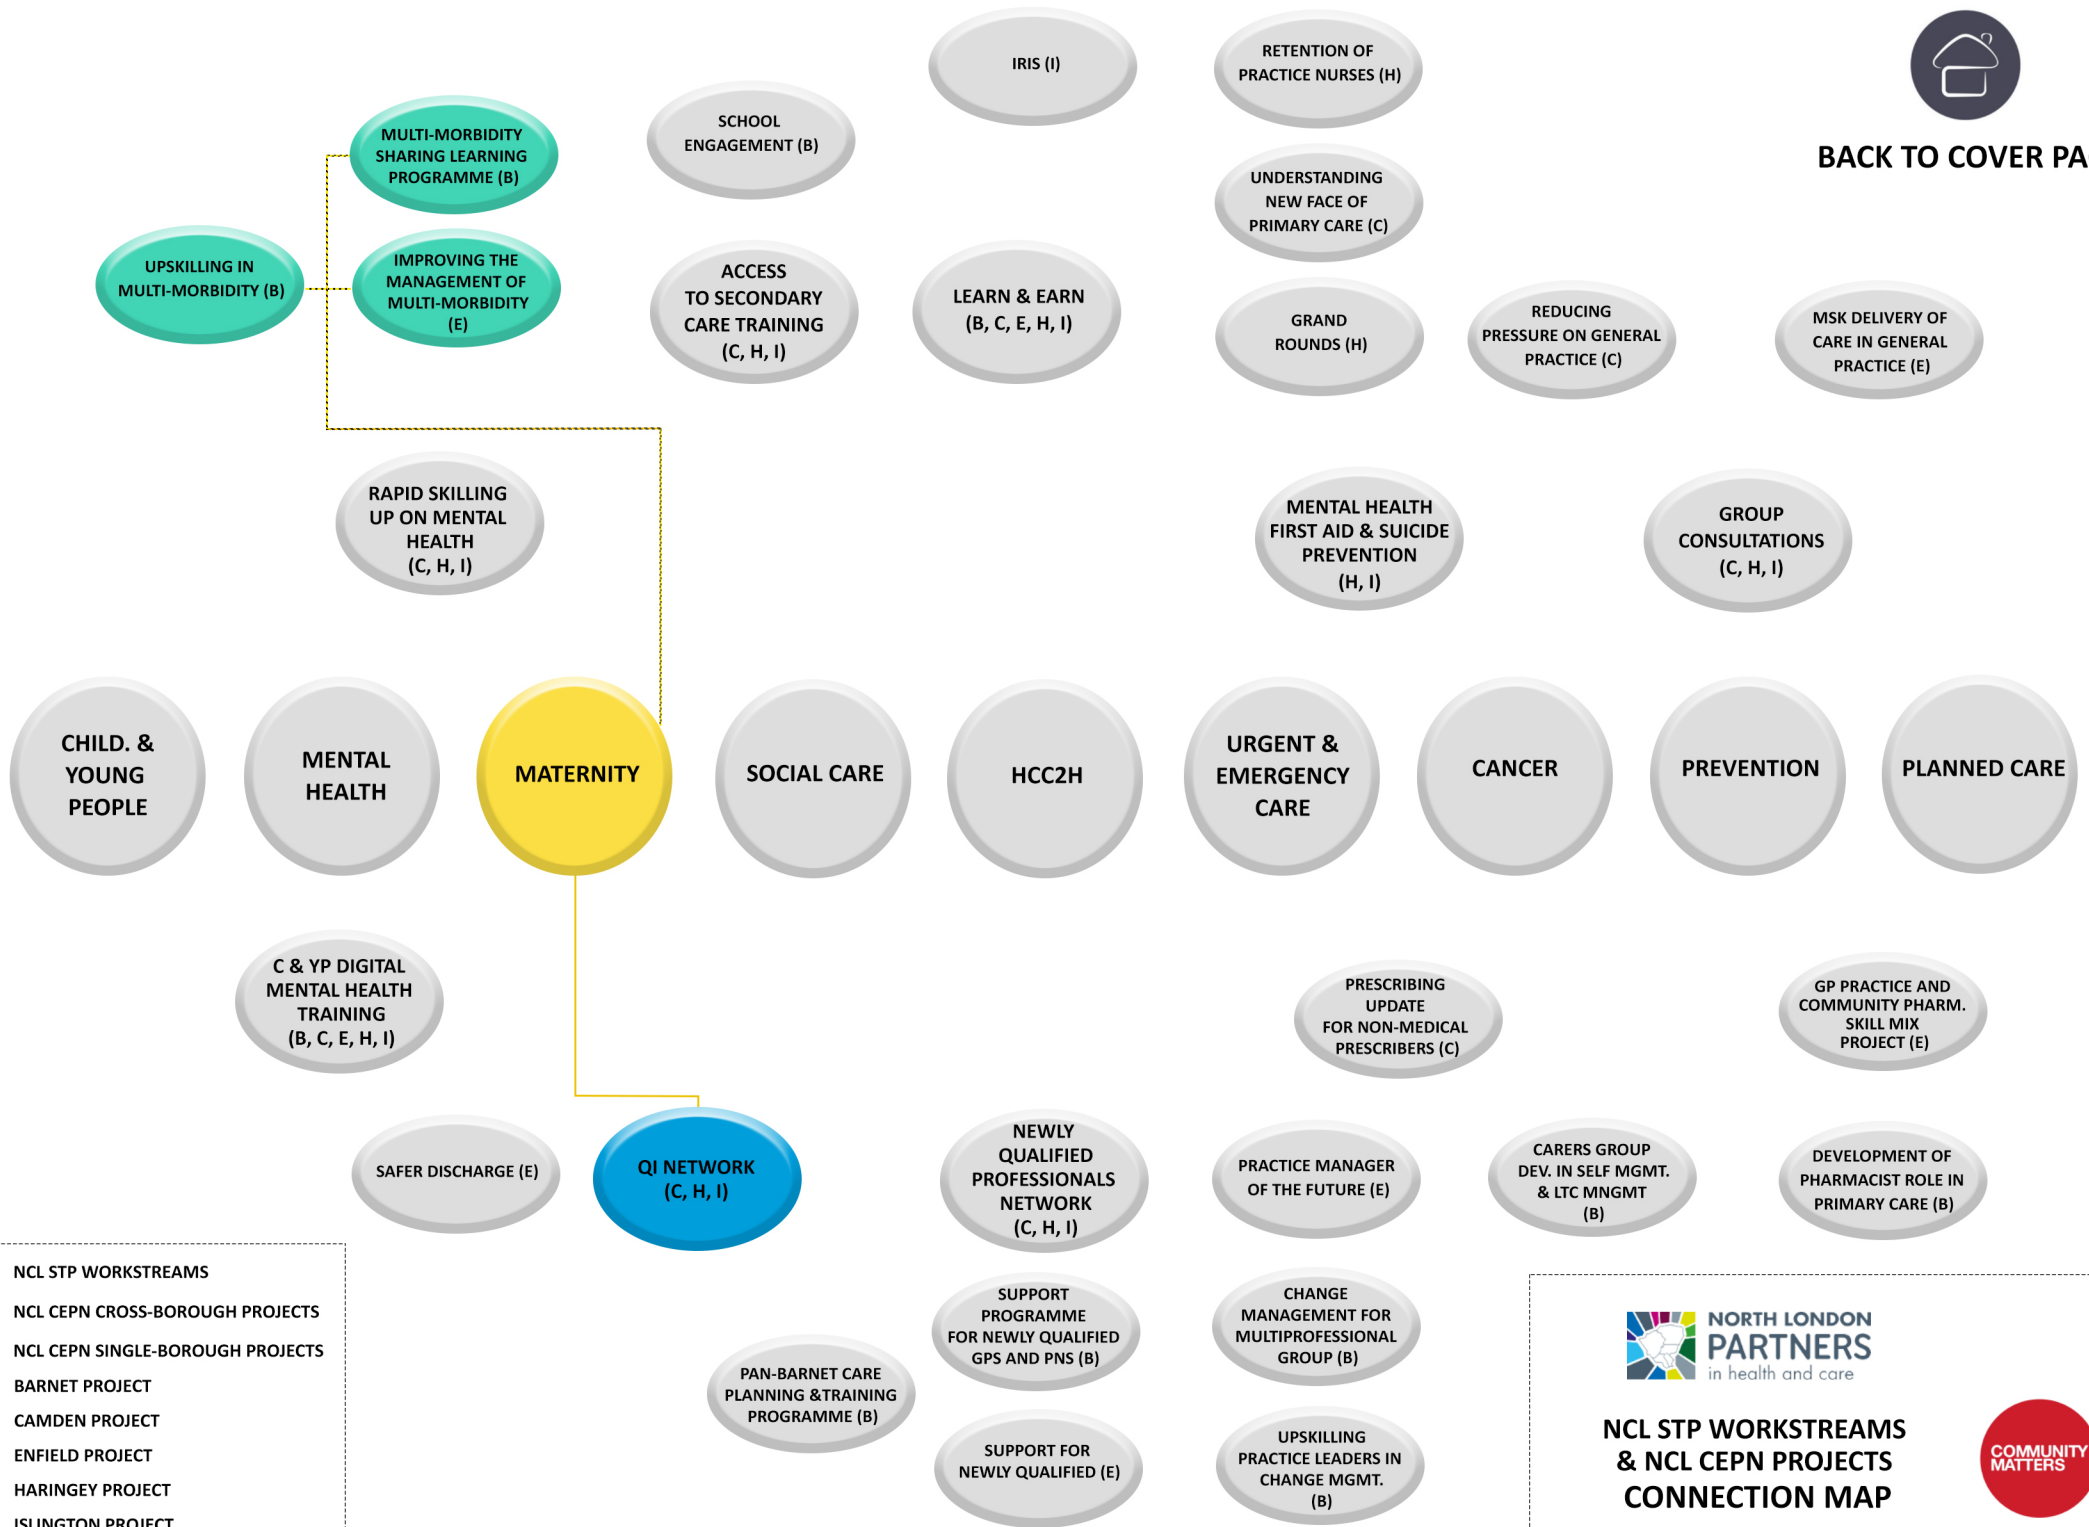 IRIS (I)
RETENTION OF
PRACTICE NURSES (H)
BACK TO COVER PA
MULTI-MORBIDITY
SHARING LEARNING
PROGRAMME (B)
SCHOOL
ENGAGEMENT (B)
UNDERSTANDING
NEW FACE OF
PRIMARY CARE (C)
UPSKILLING IN
MULTI-MORBIDITY (B)
IMPROVING THE
MANAGEMENT OF
MULTI-MORBIDITY
(E)
ACCESS
TO SECONDARY
CARE TRAINING
(C, H, I)
LEARN & EARN
(B, C, E, H, I)
GRAND
ROUNDS (H)
REDUCING
PRESSURE ON GENERAL
PRACTICE (C)
MSK DELIVERY OF
CARE IN GENERAL
PRACTICE (E)
RAPID SKILLING
UP ON MENTAL
HEALTH
(C, H, I)
MENTAL HEALTH
FIRST AID & SUICIDE
PREVENTION
(H, I)
GROUP
CONSULTATIONS
(C, H, I)
CHILD. &
YOUNG
PEOPLE
MENTAL
HEALTH
MATERNITY
SOCIAL CARE
HCC2H
URGENT &
EMERGENCY
CARE
CANCER
PREVENTION
PLANNED CARE
C & YP DIGITAL
MENTAL HEALTH
TRAINING
(B, C, E, H, I)
PRESCRIBING
UPDATE
FOR NON-MEDICAL
PRESCRIBERS (C)
GP PRACTICE AND
COMMUNITY PHARM.
SKILL MIX
PROJECT (E)
SAFER DISCHARGE (E)
QI NETWORK
(C, H, I)
NEWLY
QUALIFIED
PROFESSIONALS
NETWORK
(C, H, I)
PRACTICE MANAGER
OF THE FUTURE (E)
CARERS GROUP
DEV. IN SELF MGMT.
& LTC MNGMT
(B)
DEVELOPMENT OF
PHARMACIST ROLE IN
PRIMARY CARE (B)
PAN-BARNET CARE
PLANNING &TRAINING
PROGRAMME (B)
SUPPORT
PROGRAMME
FOR NEWLY QUALIFIED
GPS AND PNS (B)
CHANGE
MANAGEMENT FOR
MULTIPROFESSIONAL
GROUP (B)
SUPPORT FOR
NEWLY QUALIFIED (E)
UPSKILLING
PRACTICE LEADERS IN
CHANGE MGMT.
(B)
NCL STP WORKSTREAMS
NCL CEPN CROSS-BOROUGH PROJECTS
NCL CEPN SINGLE-BOROUGH PROJECTS
BARNET PROJECT
CAMDEN PROJECT
ENFIELD PROJECT
HARINGEY PROJECT
ISLINGTON PROJECT
NORTH LONDON
PARTNERS
in health and care
NCL STP WORKSTREAMS
& NCL CEPN PROJECTS
CONNECTION MAP
COMMUNITY
MATTERS